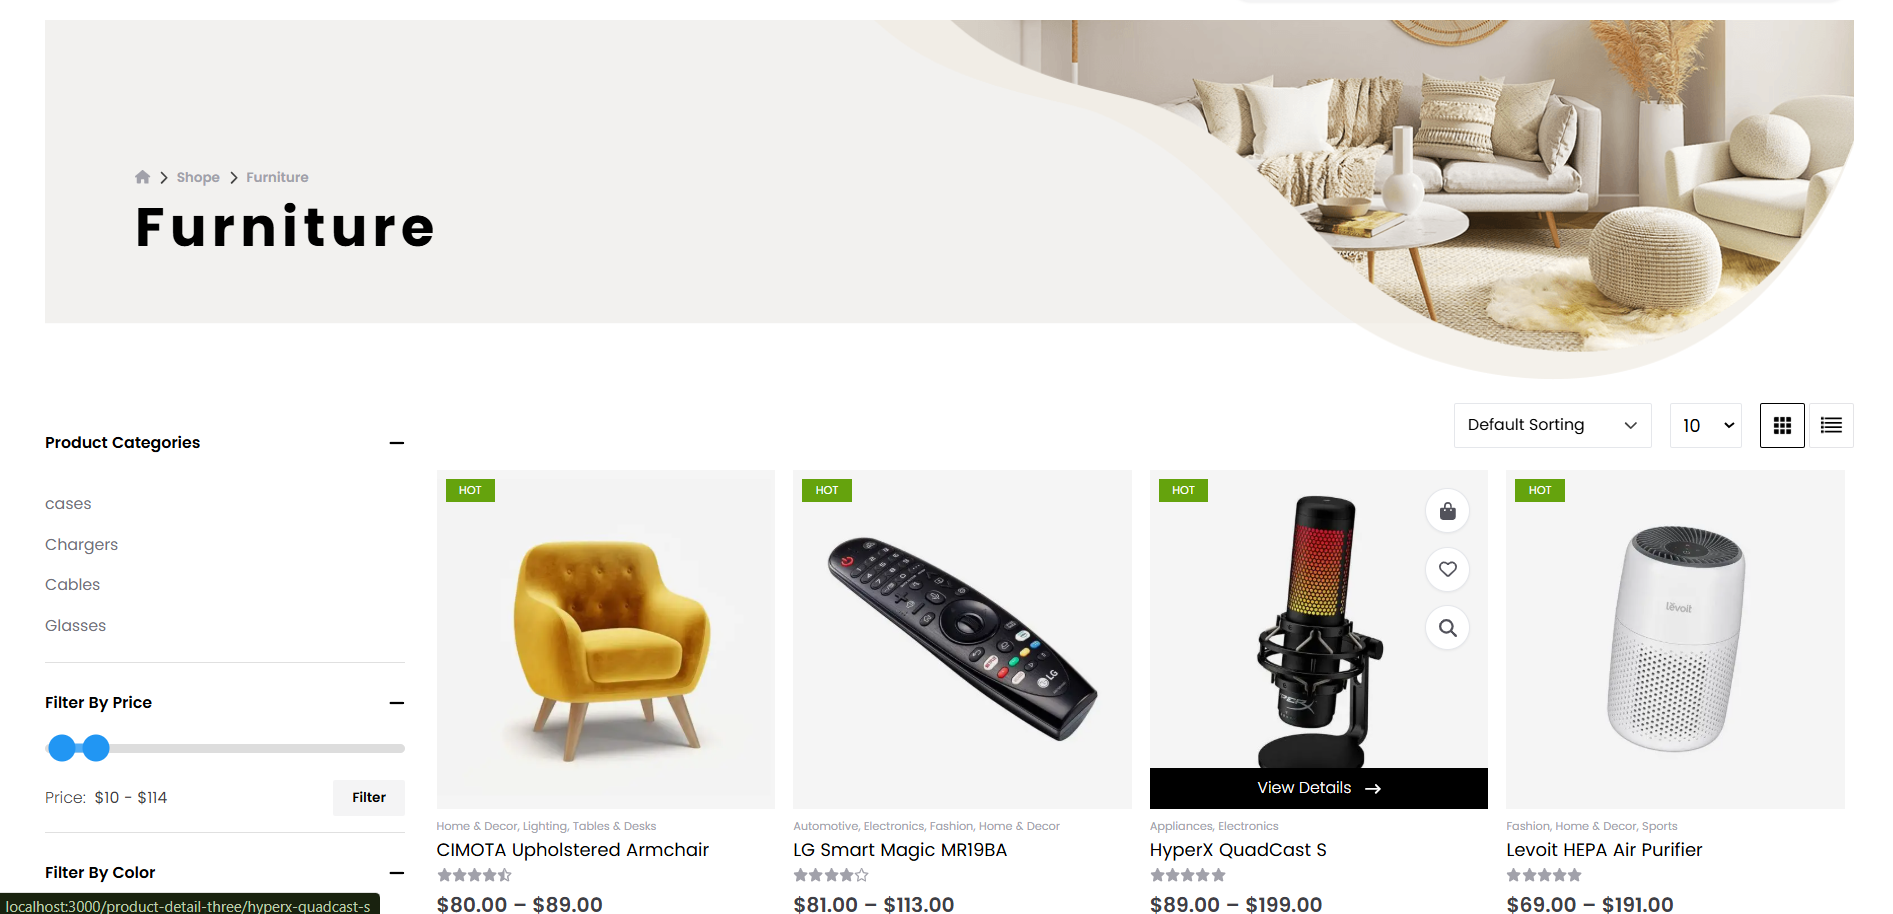 Shope Furniture
Furniture
Default Sorting
10
Product Categories
cases
Chargers
Cables
Glasses
Filter By Price
Price: $10 - $114
Filter
Filter By Color
HOT
LG
Home & Decor, Lighting, Tables & Desks
CIMOTA Upholstered Armchair
$80.00 – $89.00
HOT
Automotive, Electronics, Fashion, Home & Decor
LG Smart Magic MR19BA
$81.00 – $113.00
HOT
View Details
Appliances, Electronics
HyperX QuadCast S
$89.00 – $199.00
HOT
levoit
Fashion, Home & Decor, Sports
Levoit HEPA Air Purifier
$69.00 – $191.00
localhost:3000/product-detail-three/hyperx-quadcast-s